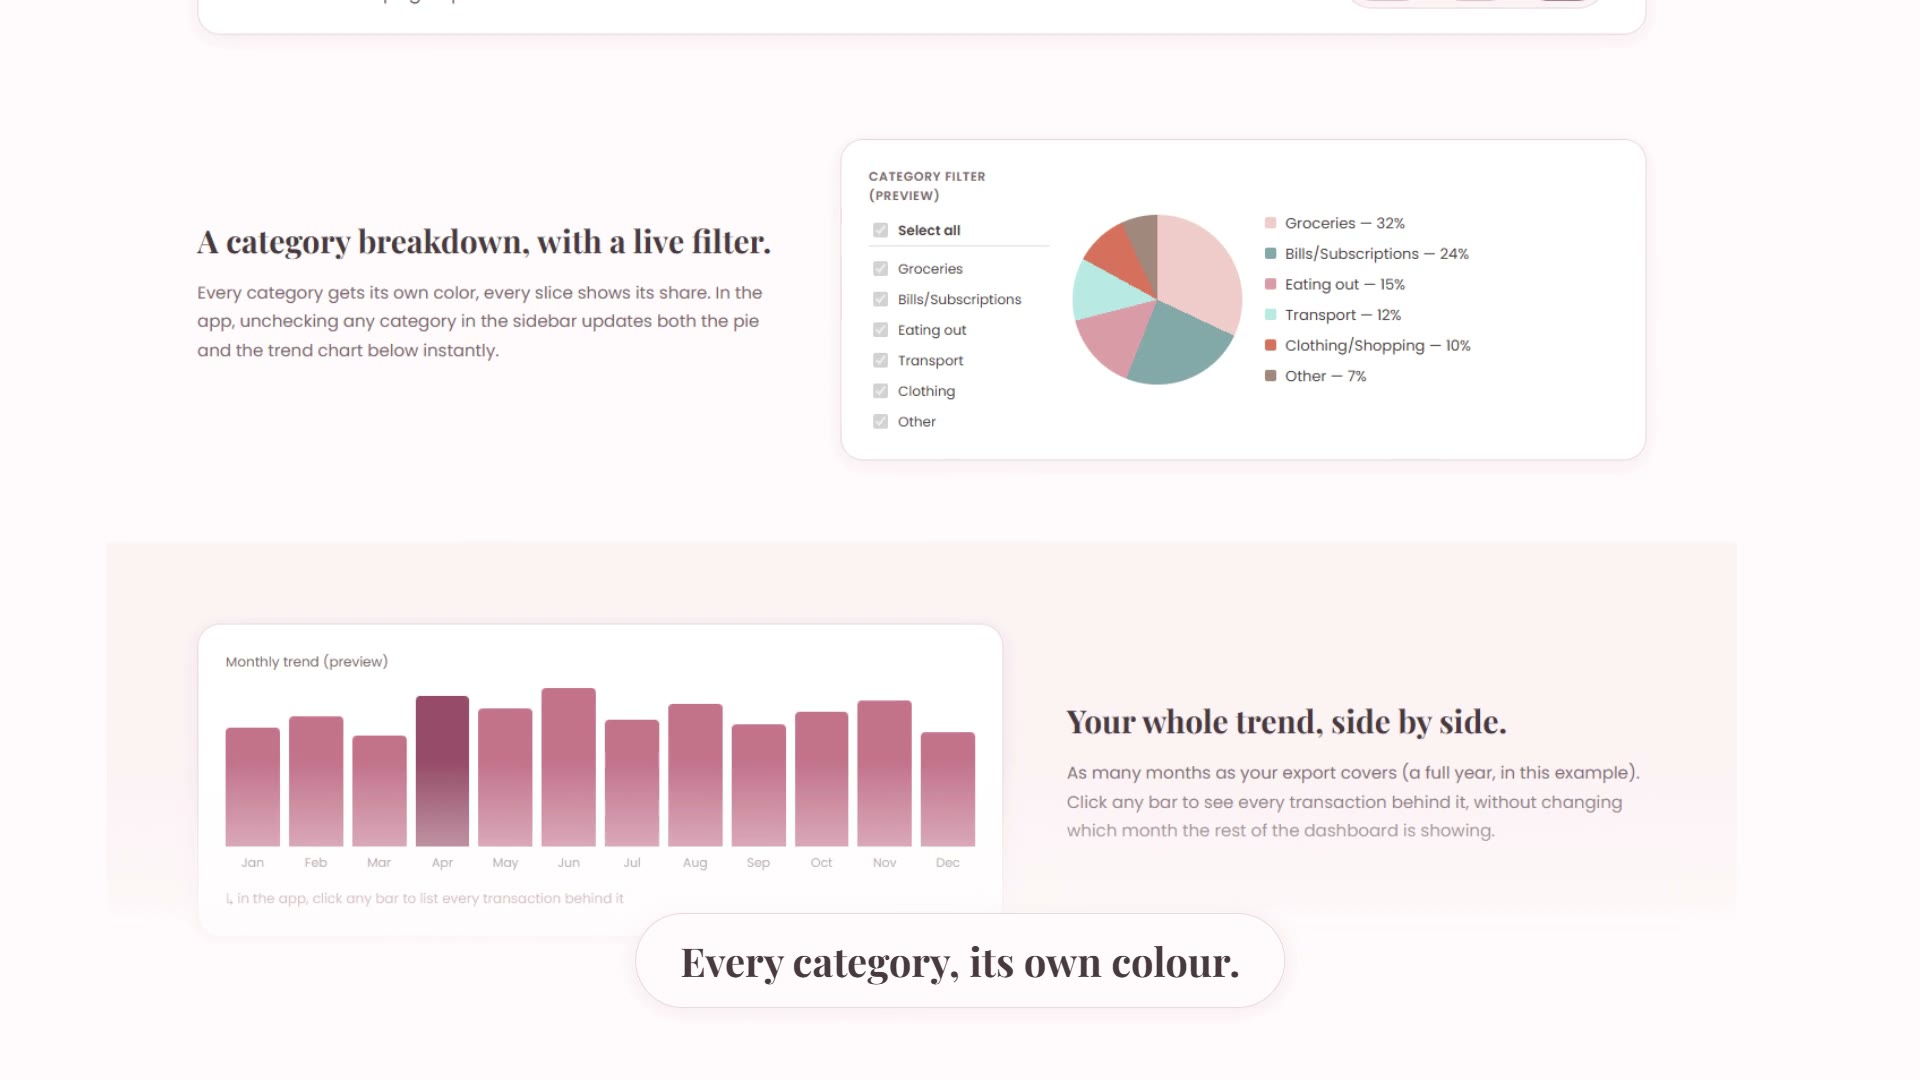 A category breakdown, with a live filter.
Every category gets its own color, every slice shows its share. In the
app, unchecking any category in the sidebar updates both the pie
and the trend chart below instantly.
CATEGORY FILTER
(PREVIEW)
Select all
Groceries
Bills/Subscriptions
Eating out
Transport
Clothing
Other
Groceries — 32%
Bills/Subscriptions — 24%
Eating out — 15%
Transport — 12%
Clothing/Shopping — 10%
Other — 7%
Monthly trend (preview)
Jan Feb Mar Apr May Jun Jul Aug Sep Oct Nov Dec
↳ in the app, click any bar to list every transaction behind it
Your whole trend, side by side.
As many months as your export covers (a full year, in this example).
Click any bar to see every transaction behind it, without changing
which month the rest of the dashboard is showing.
Every category, its own colour.